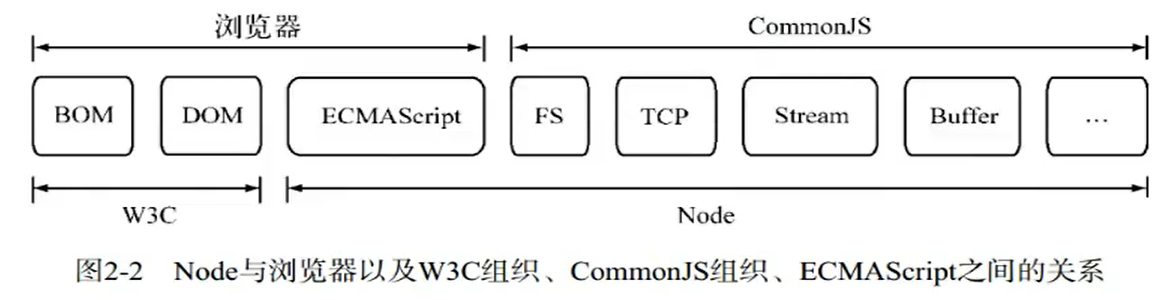 浏览器 CommonJS
BOM DOM ECMAScript FS TCP Stream Buffer …
W3C Node
图2-2 Node与浏览器以及W3C组织、CommonJS组织、ECMAScript之间的关系